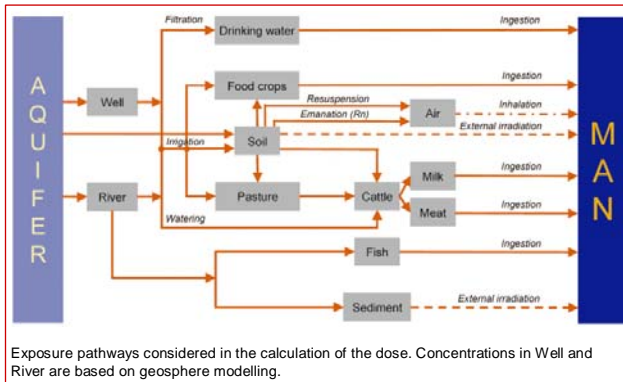 Filtration
Drinking water
Ingestion
Food crops
Ingestion
Resuspension
Well
Emanation (Rn)
Air
Inhalation
Irrigation
Soil
External irradiation
AQUIFER
MAN
Milk
Ingestion
River
Pasture
Cattle
Watering
Meat
Ingestion
Fish
Ingestion
Sediment
External irradiation
Exposure pathways considered in the calculation of the dose. Concentrations in Well and
River are based on geosphere modelling.